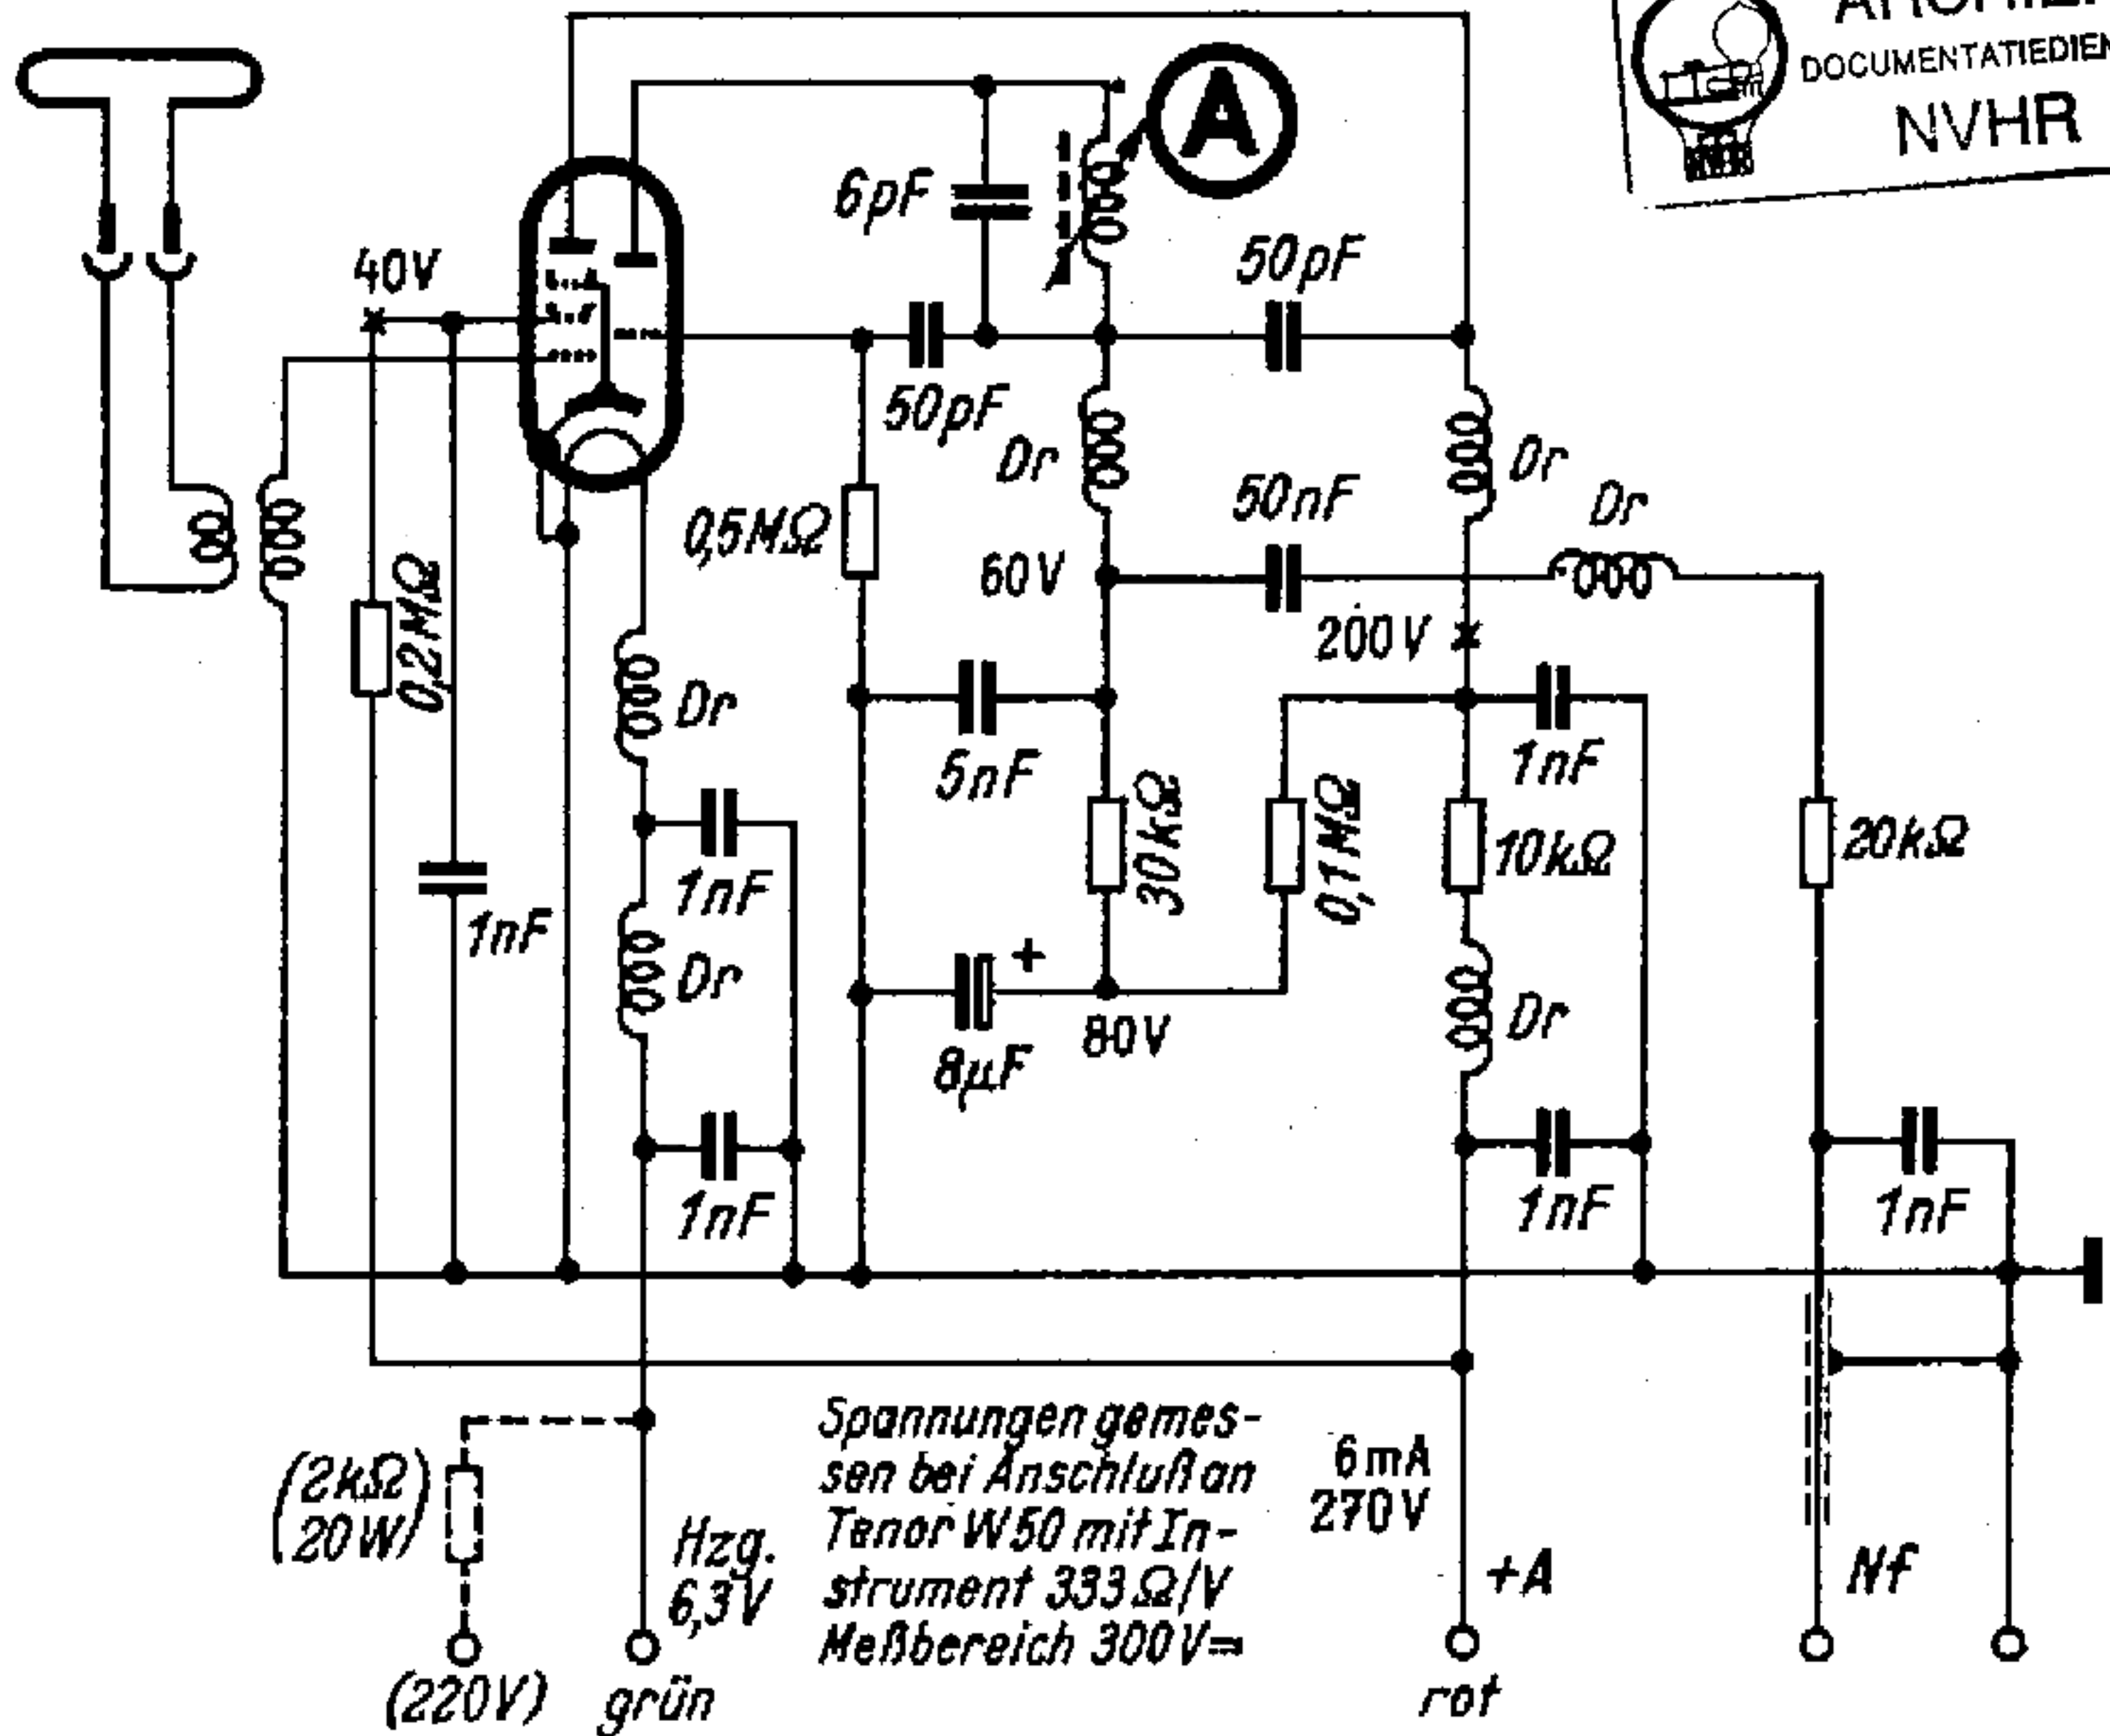 ARCHIEF
DOCUMENTATIEDIEN
NVHR
A
6pF
50pF
40V
50pF
Dr
Dr
Dr
50nF
0,5MΩ
60V
0,2MΩ
200V
Dr
5nF
1nF
30kΩ
0,1MΩ
10kΩ
20kΩ
1nF
1nF
Dr
+
8µF
80V
Dr
1nF
1nF
1nF
Spannungen gemes-
sen bei Anschluß an
Tenor W50 mit In-
strument 333Ω/V
Meßbereich 300V=
6mA
270V
(2kΩ
20W)
Hzg.
6,3V
+A
Nf
(220V)
grün
rot